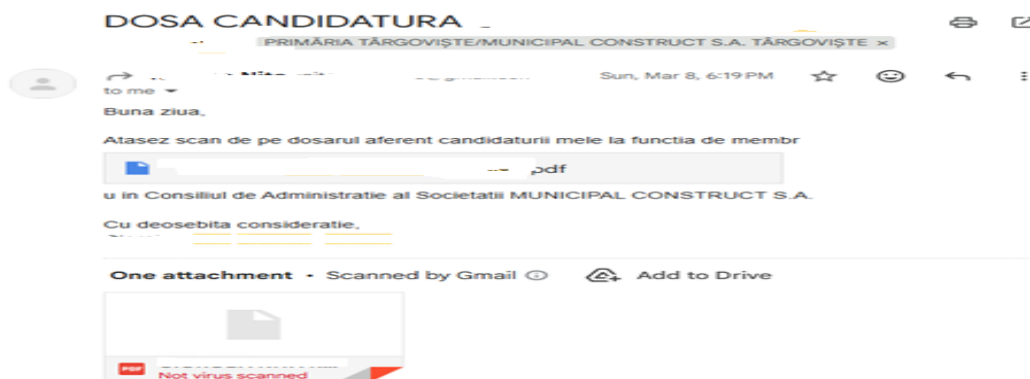 DOSA CANDIDATURA
PRIMĂRIA TÂRGOVIȘTE/MUNICIPAL CONSTRUCT S.A. TÂRGOVIȘTE ×
Sun, Mar 8, 6:19 PM
to me
Buna ziua,
Atasez scan de pe dosarul aferent candidaturii mele la functia de membr
pdf
u in Consiliul de Administratie al Societatii MUNICIPAL CONSTRUCT S.A.
Cu deosebita consideratie,
One attachment • Scanned by Gmail
Add to Drive
PDF
Not virus scanned